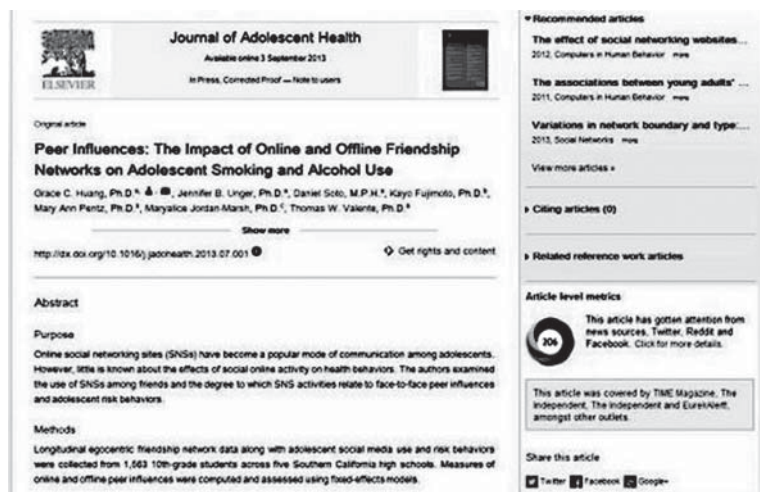 ELSEVIER
Journal of Adolescent Health
Available online 3 September 2013
In Press, Corrected Proof — Note to users
Original article
Peer Influences: The Impact of Online and Offline Friendship
Networks on Adolescent Smoking and Alcohol Use
Grace C. Huang, Ph.D.a, Jennifer B. Unger, Ph.D.a, Daniel Soto, M.P.H.a, Kayo Fujimoto, Ph.D.b,
Mary Ann Pentz, Ph.D.a, Maryalice Jordan-Marsh, Ph.D.c, Thomas W. Valente, Ph.D.a
Show more
http://dx.doi.org/10.1016/j.jadohealth.2013.07.001
Get rights and content
Abstract
Purpose
Online social networking sites (SNSs) have become a popular mode of communication among adolescents.
However, little is known about the effects of social online activity on health behaviors. The authors examined
the use of SNSs among friends and the degree to which SNS activities relate to face-to-face peer influences
and adolescent risk behaviors.
Methods
Longitudinal egocentric friendship network data along with adolescent social media use and risk behaviors
were collected from 1,563 10th-grade students across five Southern California high schools. Measures of
online and offline peer influences were computed and assessed using fixed-effects models.
Recommended articles
The effect of social networking websites...
2012, Computers in Human Behavior more
The associations between young adults' ...
2011, Computers in Human Behavior more
Variations in network boundary and type:...
2013, Social Networks more
View more articles »
Citing articles (0)
Related reference work articles
Article level metrics
206
This article has gotten attention from
news sources, Twitter, Reddit and
Facebook. Click for more details.
This article was covered by TIME Magazine, The
Independent, The Independent and EurekAlert!,
amongst other outlets.
Share this article
Twitter Facebook Google+